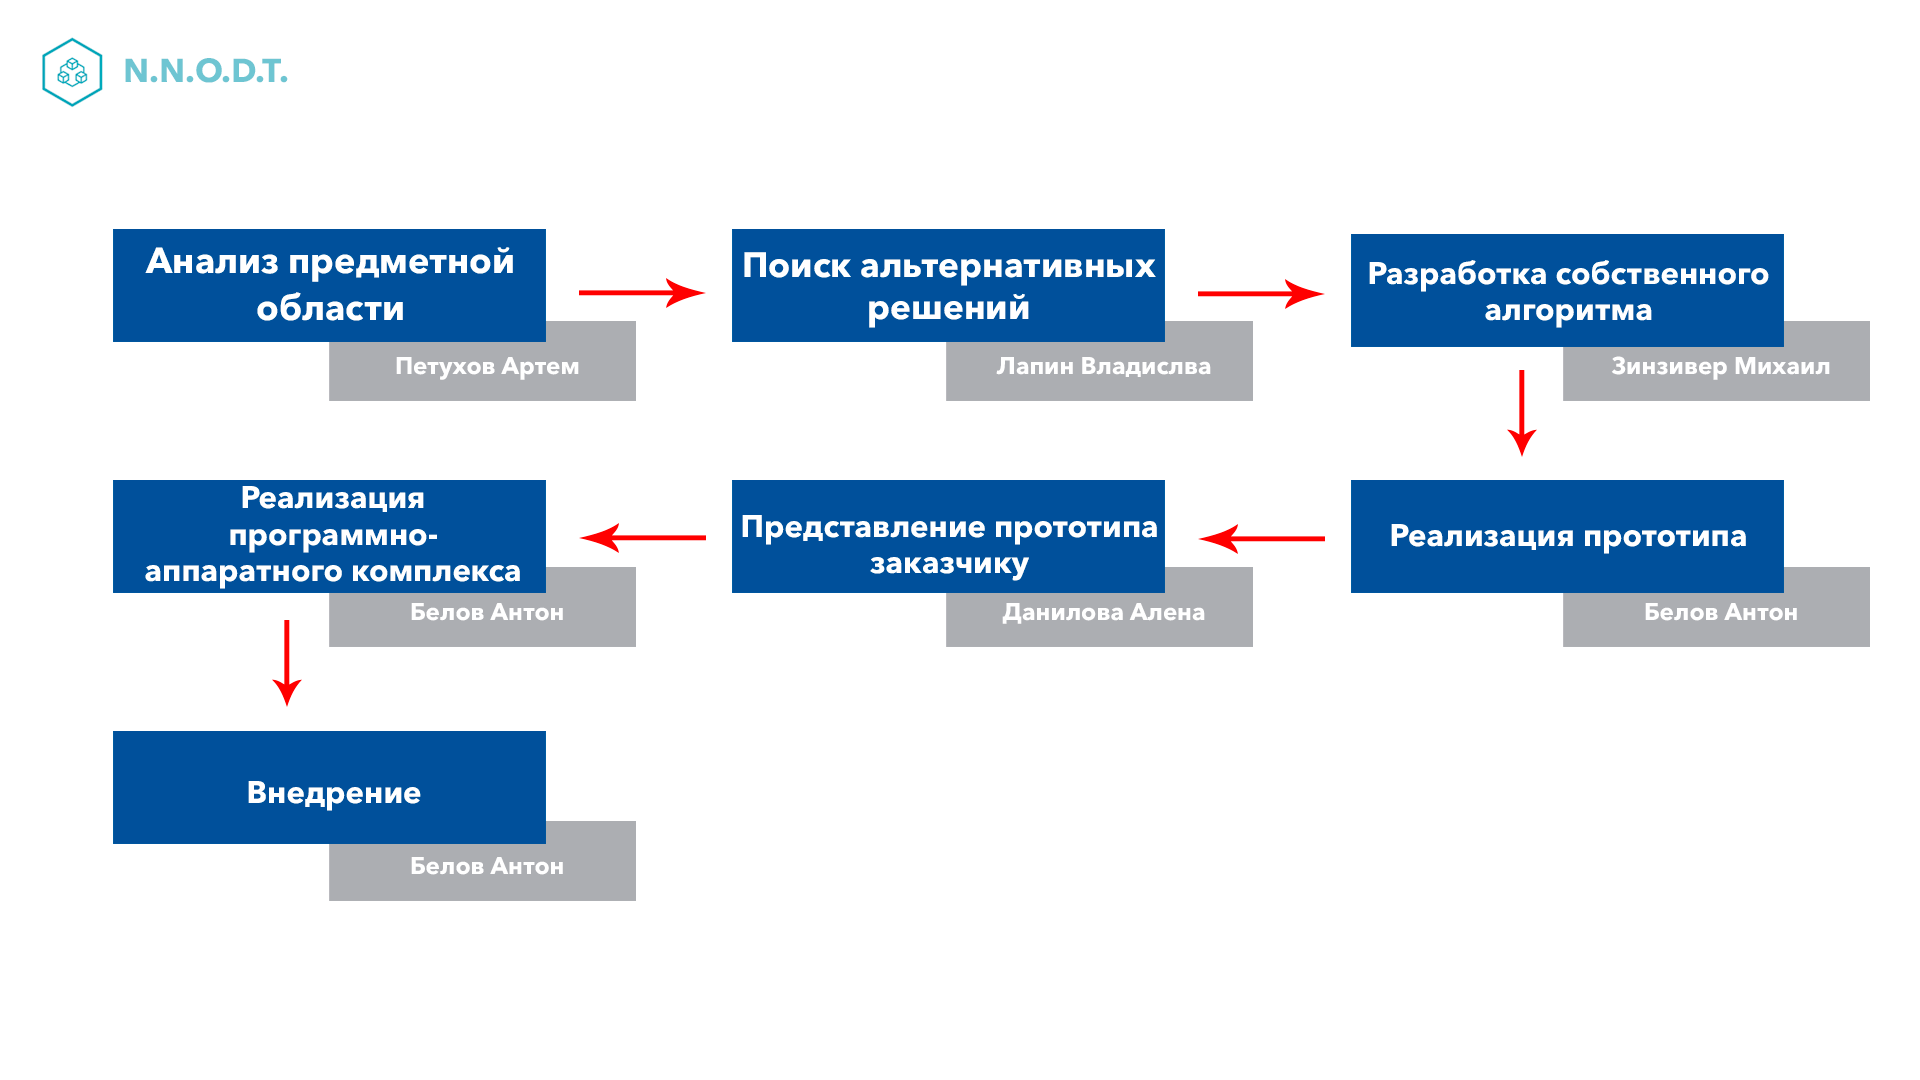 N.N.O.D.T.
Анализ предметной
области
Петухов Артем
Поиск альтернативных
решений
Лапин Владислва
Разработка собственного
алгоритма
Зинзивер Михаил
Реализация прототипа
Белов Антон
Представление прототипа
заказчику
Данилова Алена
Реализация
программно-
аппаратного комплекса
Белов Антон
Внедрение
Белов Антон